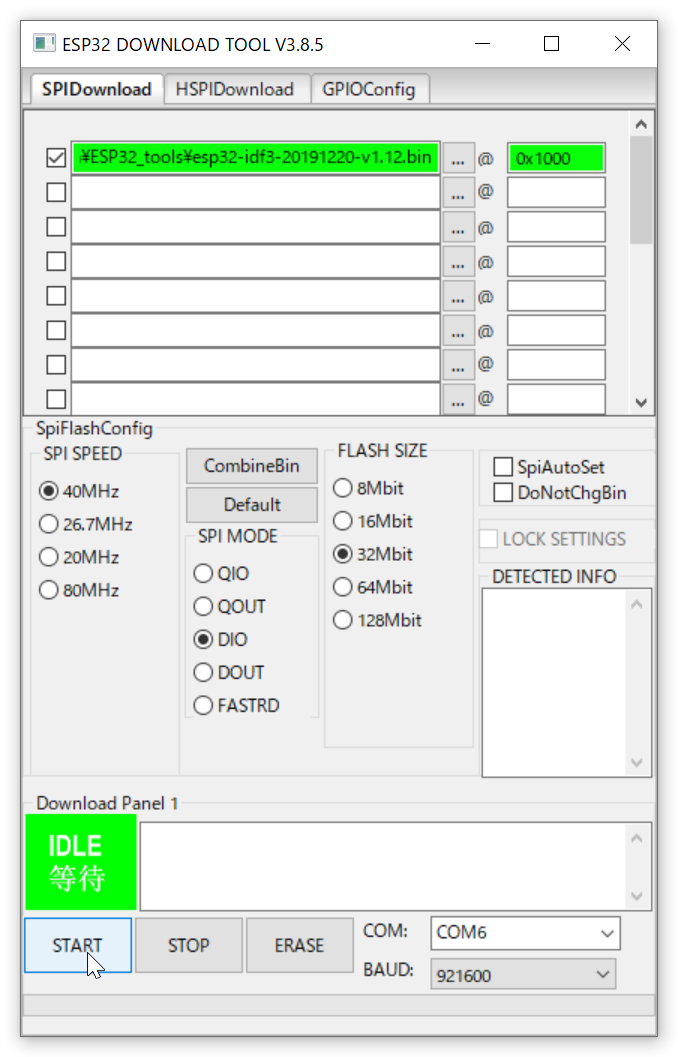 ESP32 DOWNLOAD TOOL V3.8.5
SPIDownload HSPIDownload GPIOConfig
¥ESP32_tools¥esp32-idf3-20191220-v1.12.bin ... @ 0x1000
... @
... @
... @
... @
... @
... @
... @
SpiFlashConfig
SPI SPEED
40MHz
26.7MHz
20MHz
80MHz
CombineBin
Default
SPI MODE
QIO
QOUT
DIO
DOUT
FASTRD
FLASH SIZE
8Mbit
16Mbit
32Mbit
64Mbit
128Mbit
SpiAutoSet
DoNotChgBin
LOCK SETTINGS
DETECTED INFO
Download Panel 1
IDLE
等待
START STOP ERASE
COM: COM6
BAUD: 921600